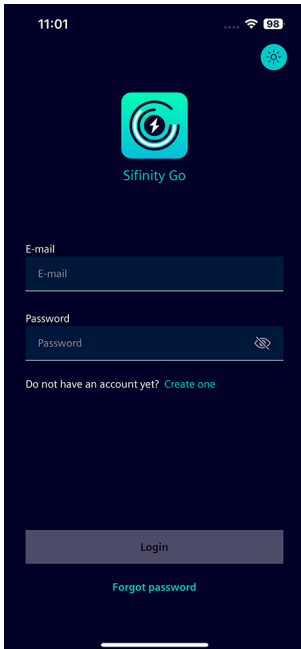 11:01
98
Sifinity Go
E-mail
E-mail
Password
Password
Do not have an account yet? Create one
Login
Forgot password